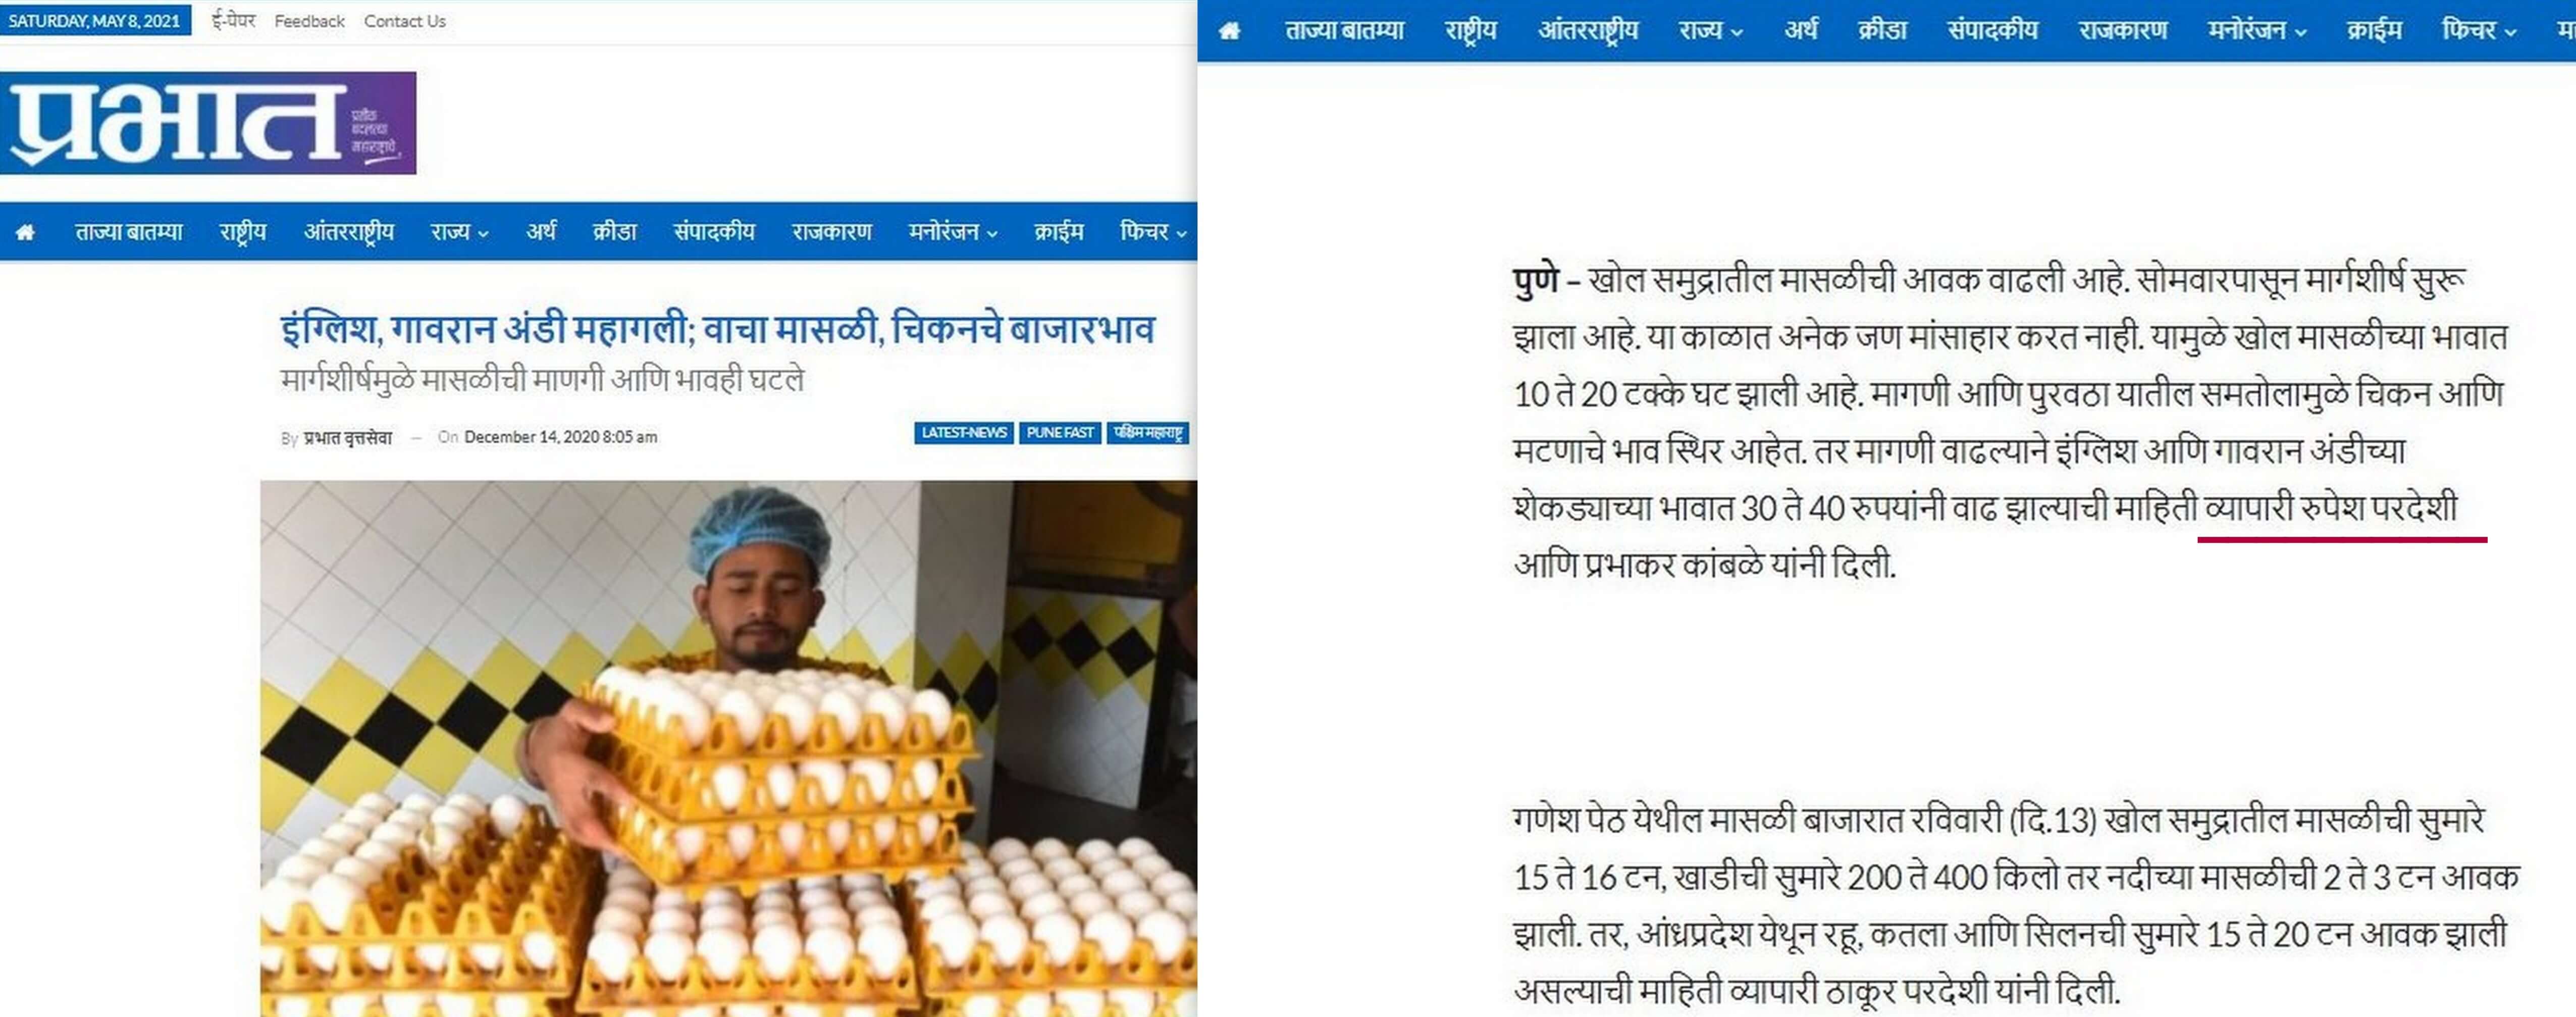 SATURDAY, MAY 8, 2021 ई-पेपर Feedback Contact Us
प्रभात
प्रतीक
बदलत्या
महाराष्ट्राचे
ताज्या बातम्या राष्ट्रीय आंतरराष्ट्रीय राज्य अर्थ क्रीडा संपादकीय राजकारण मनोरंजन क्राईम फिचर
इंग्लिश, गावरान अंडी महागली; वाचा मासळी, चिकनचे बाजारभाव
मार्गशीर्षमुळे मासळीची माणगी आणि भावही घटले
By प्रभात वृत्तसेवा — On December 14, 2020 8:05 am
LATEST-NEWS PUNE FAST पश्चिम महाराष्ट्र
ताज्या बातम्या राष्ट्रीय आंतरराष्ट्रीय राज्य अर्थ क्रीडा संपादकीय राजकारण मनोरंजन क्राईम फिचर
पुणे – खोल समुद्रातील मासळीची आवक वाढली आहे. सोमवारपासून मार्गशीर्ष सुरू
झाला आहे. या काळात अनेक जण मांसाहार करत नाही. यामुळे खोल मासळीच्या भावात
10 ते 20 टक्के घट झाली आहे. मागणी आणि पुरवठा यातील समतोलामुळे चिकन आणि
मटणाचे भाव स्थिर आहेत. तर मागणी वाढल्याने इंग्लिश आणि गावरान अंडीच्या
शेकड्याच्या भावात 30 ते 40 रुपयांनी वाढ झाल्याची माहिती व्यापारी रुपेश परदेशी
आणि प्रभाकर कांबळे यांनी दिली.
गणेश पेठ येथील मासळी बाजारात रविवारी (दि.13) खोल समुद्रातील मासळीची सुमारे
15 ते 16 टन, खाडीची सुमारे 200 ते 400 किलो तर नदीच्या मासळीची 2 ते 3 टन आवक
झाली. तर, आंध्रप्रदेश येथून रहू, कतला आणि सिलनची सुमारे 15 ते 20 टन आवक झाली
असल्याची माहिती व्यापारी ठाकूर परदेशी यांनी दिली.